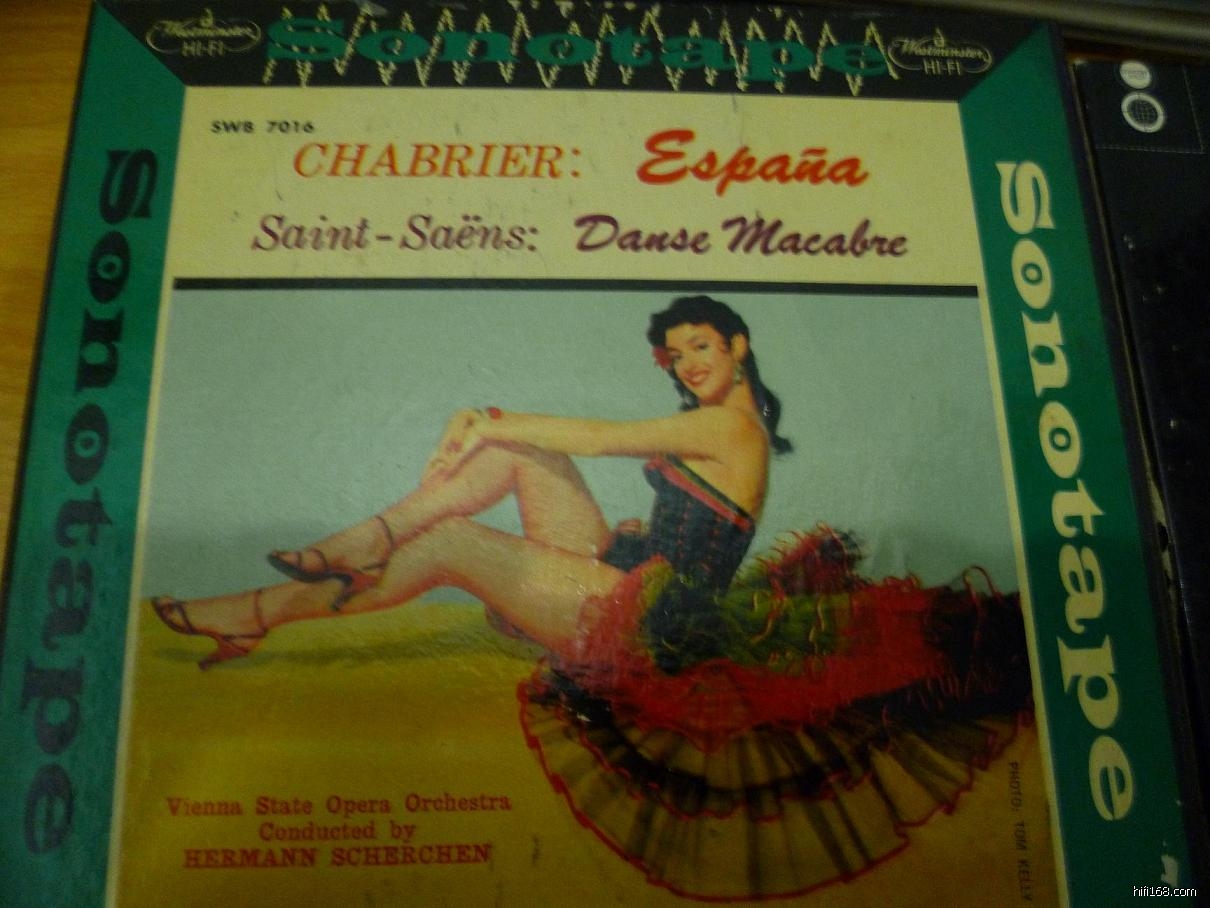 Westminster
HI-FI
Sonotape
Westminster
HI-FI
SWB 7016
CHABRIER: España
Saint-Saëns: Danse Macabre
Sonotape
Sonotape
Vienna State Opera Orchestra
Conducted by
HERMANN SCHERCHEN
PHOTO: TOM KELLY
hifi168.com